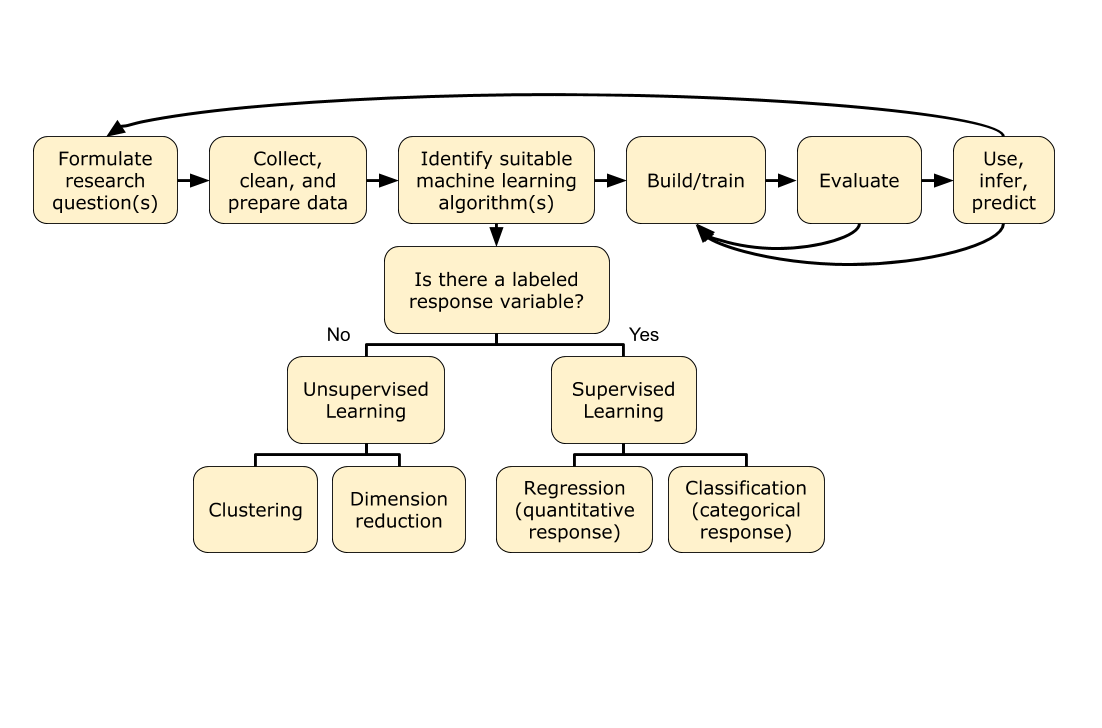 Formulate
research
question(s)
Collect,
clean, and
prepare data
Identify suitable
machine learning
algorithm(s)
Build/train
Evaluate
Use,
infer,
predict
Is there a labeled
response variable?
No
Yes
Unsupervised
Learning
Supervised
Learning
Clustering
Dimension
reduction
Regression
(quantitative
response)
Classification
(categorical
response)